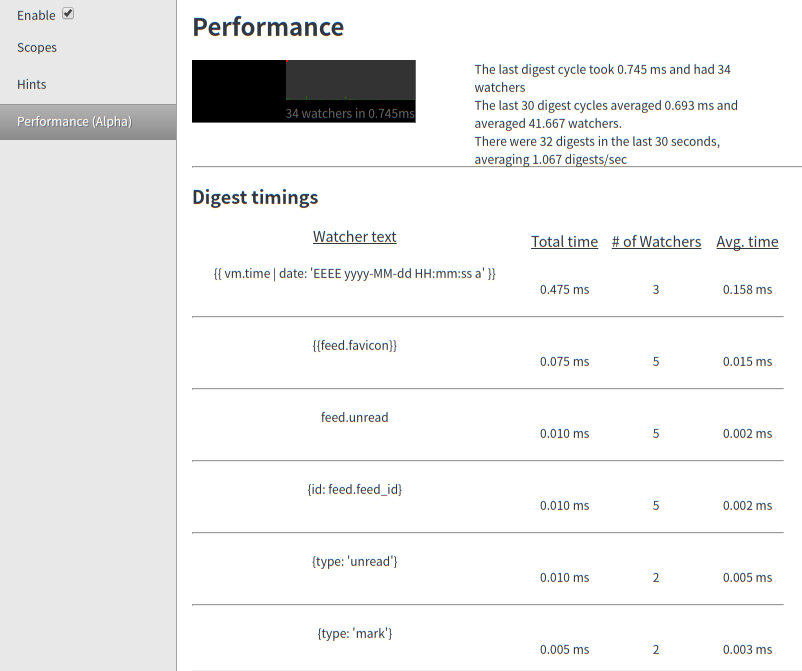 Enable
Scopes
Hints
Performance (Alpha)
Performance
34 watchers in 0.745ms
The last digest cycle took 0.745 ms and had 34
watchers
The last 30 digest cycles averaged 0.693 ms and
averaged 41.667 watchers.
There were 32 digests in the last 30 seconds,
averaging 1.067 digests/sec
Digest timings
Watcher text Total time # of Watchers Avg. time
{{ vm.time | date: 'EEEE yyyy-MM-dd HH:mm:ss a' }}
0.475 ms 3 0.158 ms
{{feed.favicon}}
0.075 ms 5 0.015 ms
feed.unread
0.010 ms 5 0.002 ms
{id: feed.feed_id}
0.010 ms 5 0.002 ms
{type: 'unread'}
0.010 ms 2 0.005 ms
{type: 'mark'}
0.005 ms 2 0.003 ms